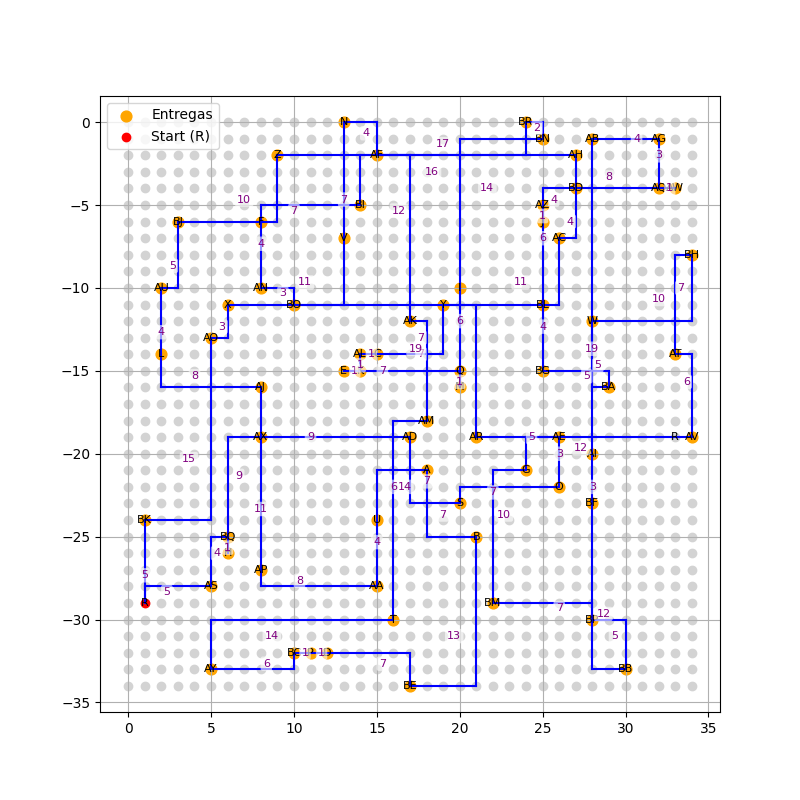 Entregas
Start (R)
0
−5
−10
−15
−20
−25
−30
−35
0
5
10
15
20
25
30
35
N
4
BP
2
BN
AB
4
AG
17
Z
AF
AH
3
16
8
14
BD
1
W
10
7
BI
12
7
4
AZ
1
BJ
4
V
4
6
AC
BH
5
AU
AN
3
11
11
10
7
X
BO
Y
BL
3
AK
6
4
W
AO
7
4
L
AL
19
19
AT
1
E
1
7
Q
BG
5
8
AJ
1
5
BA
6
AM
AX
9
AD
AR
5
AE
R
AV
12
15
9
A
G
3
6
14
7
7
O
3
11
S
7
10
BF
BK
U
B
BQ
4
1
4
AP
5
5
AS
8
AA
R
BM
7
12
T
14
13
5
BC
6
7
AY
BB
BE